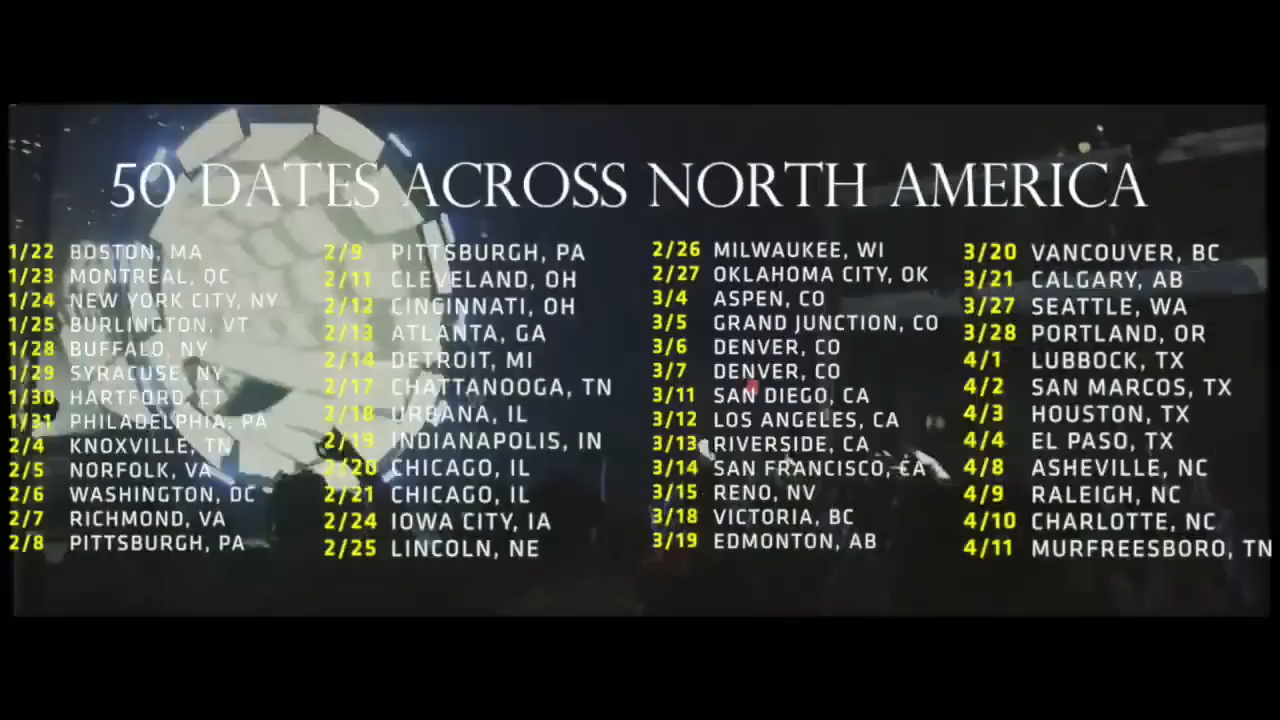 50 DATES ACROSS NORTH AMERICA
1/22 BOSTON, MA
1/23 MONTREAL, QC
1/24 NEW YORK CITY, NY
1/25 BURLINGTON, VT
1/28 BUFFALO, NY
1/29 SYRACUSE, NY
1/30 HARTFORD, CT
1/31 PHILADELPHIA, PA
2/4 KNOXVILLE, TN
2/5 NORFOLK, VA
2/6 WASHINGTON, DC
2/7 RICHMOND, VA
2/8 PITTSBURGH, PA
2/9 PITTSBURGH, PA
2/11 CLEVELAND, OH
2/12 CINCINNATI, OH
2/13 ATLANTA, GA
2/14 DETROIT, MI
2/17 CHATTANOOGA, TN
2/18 URBANA, IL
2/19 INDIANAPOLIS, IN
2/20 CHICAGO, IL
2/21 CHICAGO, IL
2/24 IOWA CITY, IA
2/25 LINCOLN, NE
2/26 MILWAUKEE, WI
2/27 OKLAHOMA CITY, OK
3/4 ASPEN, CO
3/5 GRAND JUNCTION, CO
3/6 DENVER, CO
3/7 DENVER, CO
3/11 SAN DIEGO, CA
3/12 LOS ANGELES, CA
3/13 RIVERSIDE, CA
3/14 SAN FRANCISCO, CA
3/15 RENO, NV
3/18 VICTORIA, BC
3/19 EDMONTON, AB
3/20 VANCOUVER, BC
3/21 CALGARY, AB
3/27 SEATTLE, WA
3/28 PORTLAND, OR
4/1 LUBBOCK, TX
4/2 SAN MARCOS, TX
4/3 HOUSTON, TX
4/4 EL PASO, TX
4/8 ASHEVILLE, NC
4/9 RALEIGH, NC
4/10 CHARLOTTE, NC
4/11 MURFREESBORO, TN